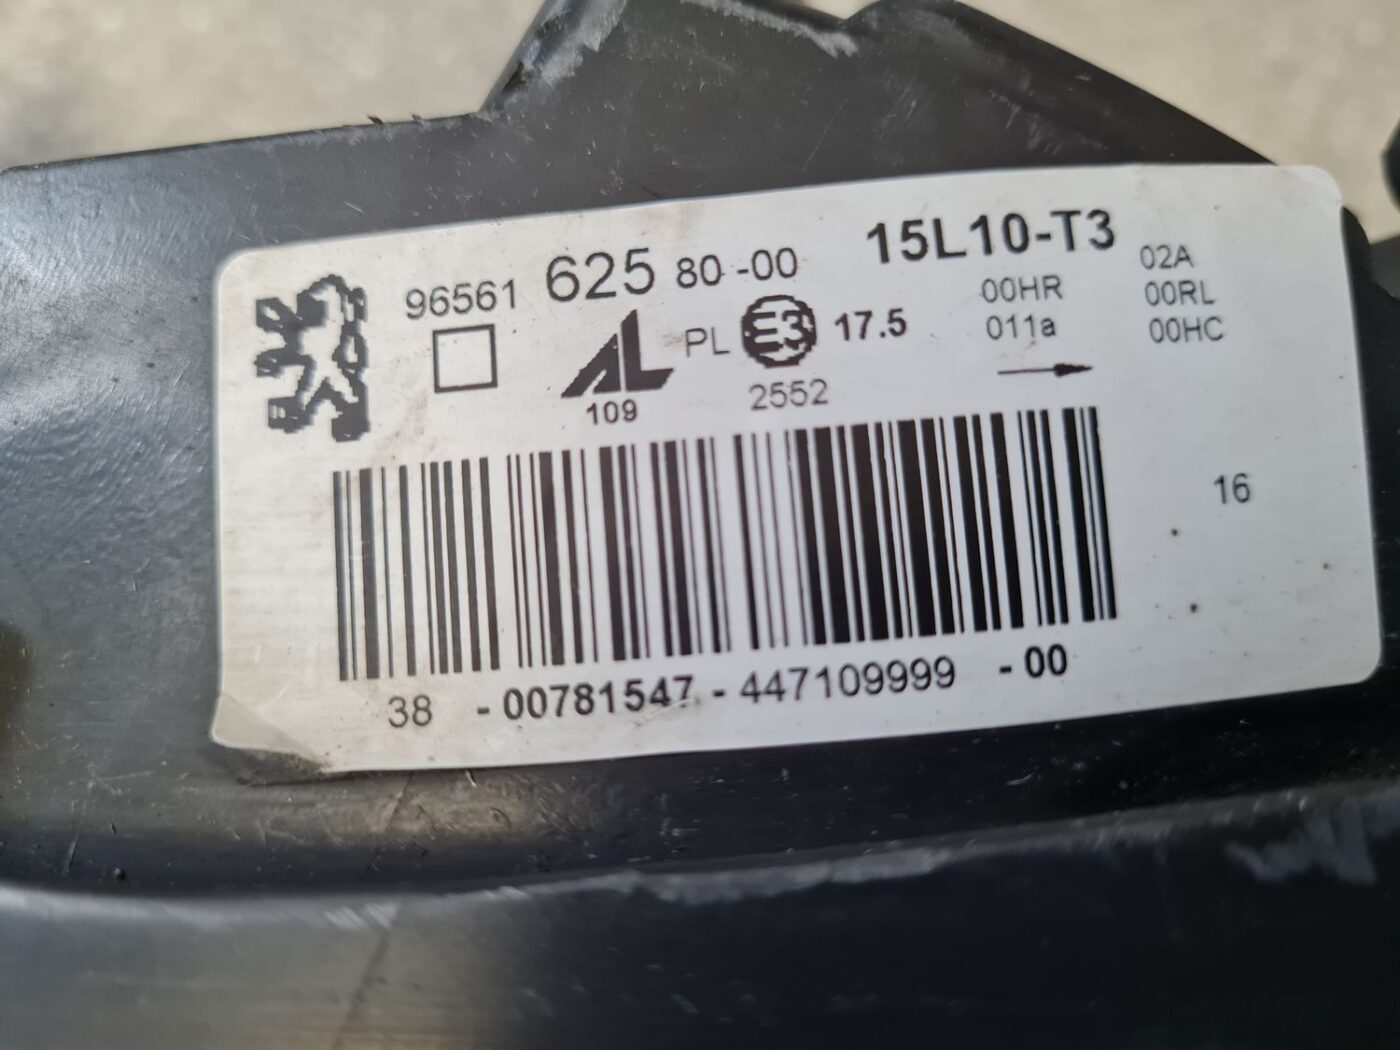 96561 625 80-00 15L10-T3
AL PL E3 17.5 00HR 02A
011a 00RL
109 2552 00HC
16
38 - 00781547 - 447109999 - 00